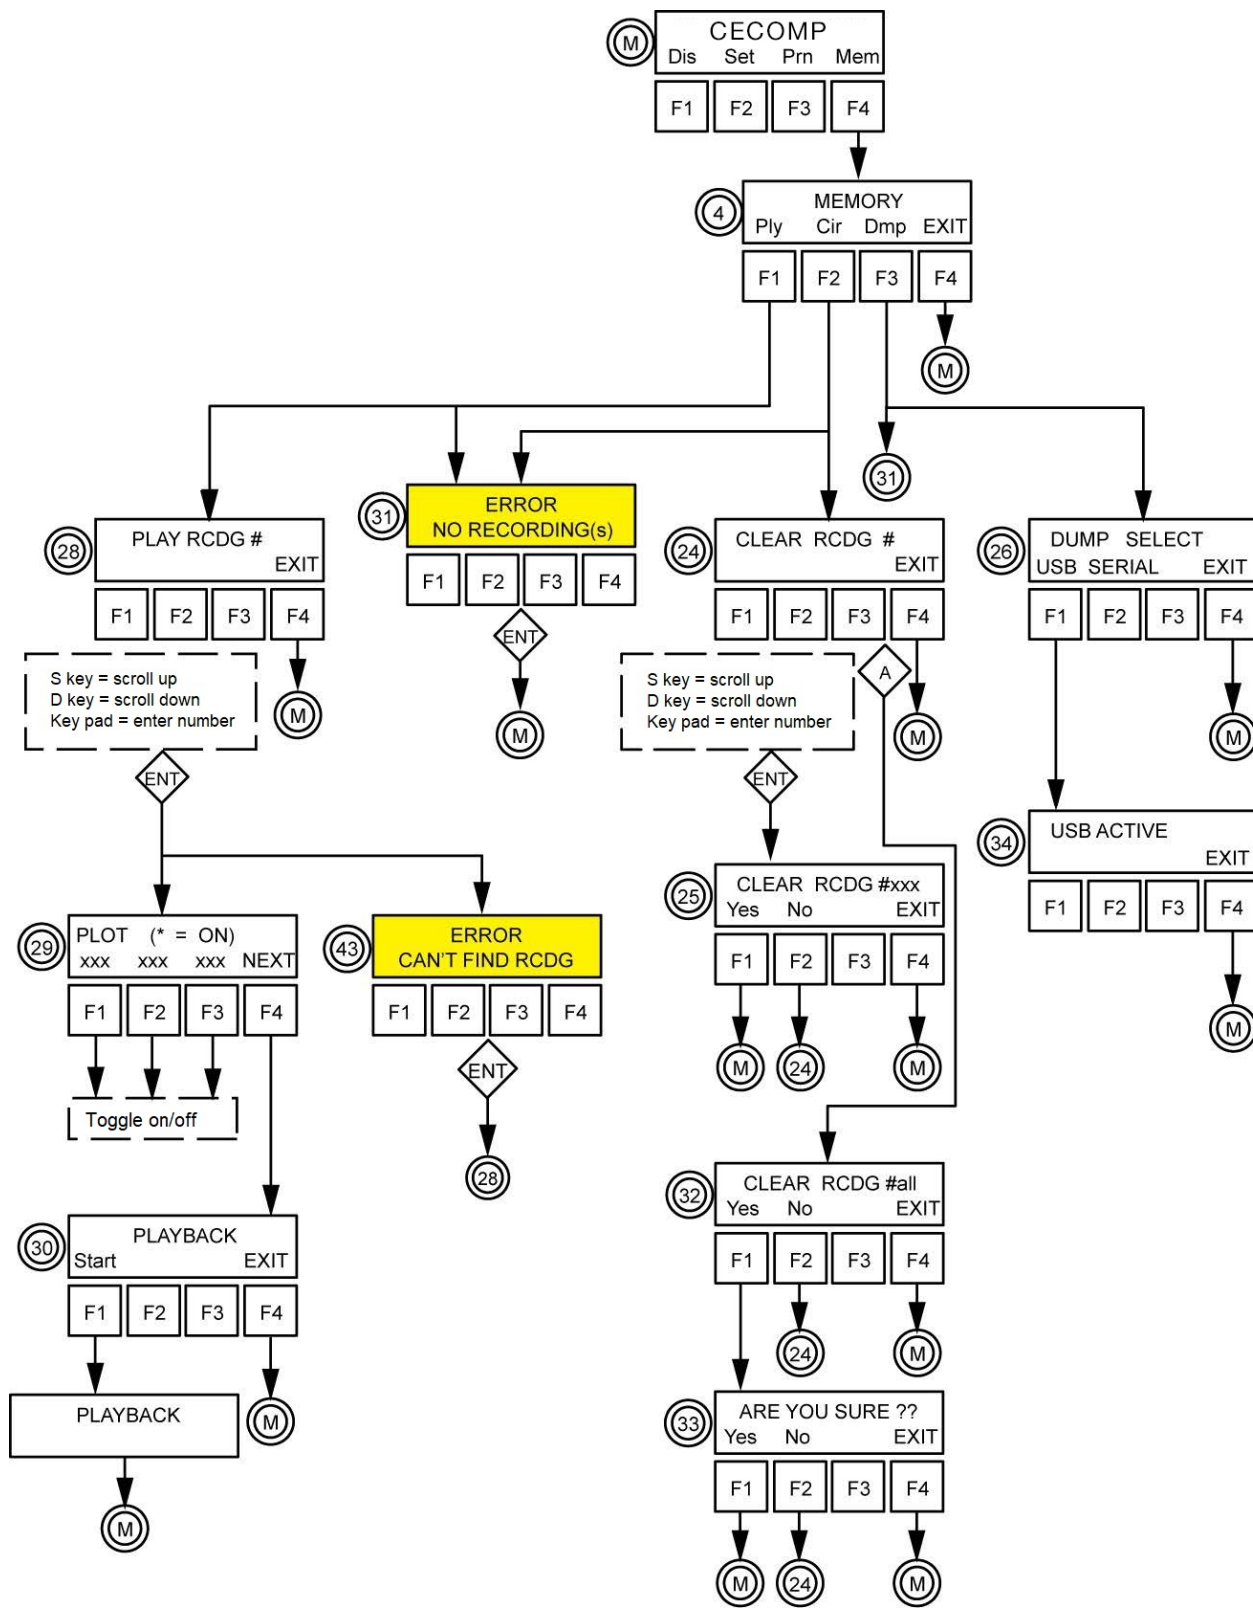 M
CECOMP
Dis Set Prn Mem
F1 F2 F3 F4
4
MEMORY
Ply Cir Dmp EXIT
F1 F2 F3 F4
M
31
28
PLAY RCDG #
EXIT
F1 F2 F3 F4
S key = scroll up
D key = scroll down
Key pad = enter number
M
ENT
31
ERROR
NO RECORDING(s)
F1 F2 F3 F4
ENT
M
24
CLEAR RCDG #
EXIT
F1 F2 F3 F4
S key = scroll up
D key = scroll down
Key pad = enter number
A
M
ENT
26
DUMP SELECT
USB SERIAL EXIT
F1 F2 F3 F4
M
34
USB ACTIVE
EXIT
F1 F2 F3 F4
M
29
PLOT (* = ON)
xxx xxx xxx NEXT
F1 F2 F3 F4
Toggle on/off
43
ERROR
CAN'T FIND RCDG
F1 F2 F3 F4
ENT
28
25
CLEAR RCDG #xxx
Yes No EXIT
F1 F2 F3 F4
M 24 M
30
PLAYBACK
Start EXIT
F1 F2 F3 F4
M
PLAYBACK
M
32
CLEAR RCDG #all
Yes No EXIT
F1 F2 F3 F4
24 M
33
ARE YOU SURE ??
Yes No EXIT
F1 F2 F3 F4
M 24 M